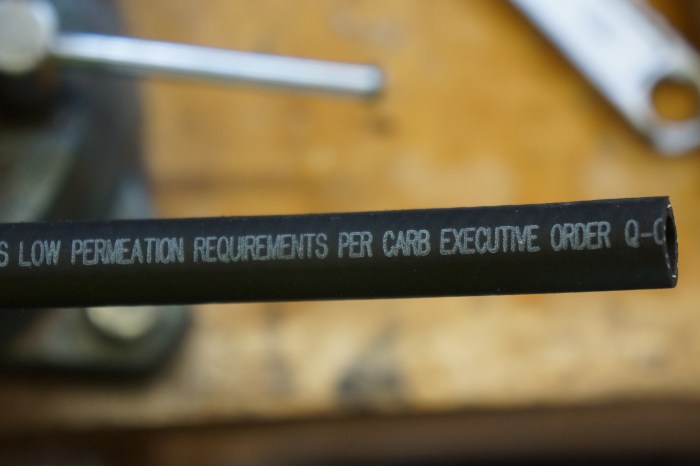 S LOW PERMEATION REQUIREMENTS PER CARB EXECUTIVE ORDER Q-